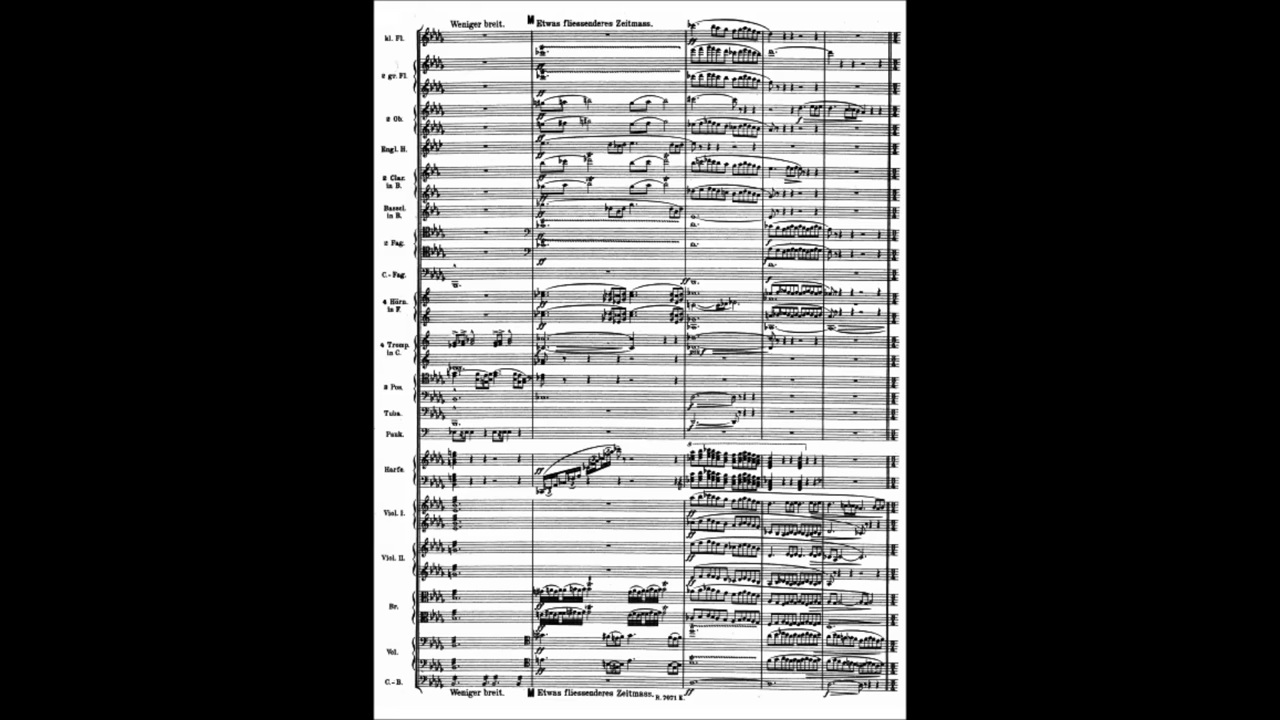 Weniger breit. M Etwas fliessenderes Zeitmass.
kl. Fl.
2 gr. Fl.
2 Ob.
Engl. H.
2 Clar.
in B.
Bassel.
in B.
2 Fag.
C.-Fag.
4 Hörn.
in F.
4 Tromp.
in C.
3 Pos.
Tuba.
Pauk.
Harfe.
Viol. I.
Viol. II.
Br.
Vcl.
C.-B.
Weniger breit. M Etwas fliessenderes Zeitmass.